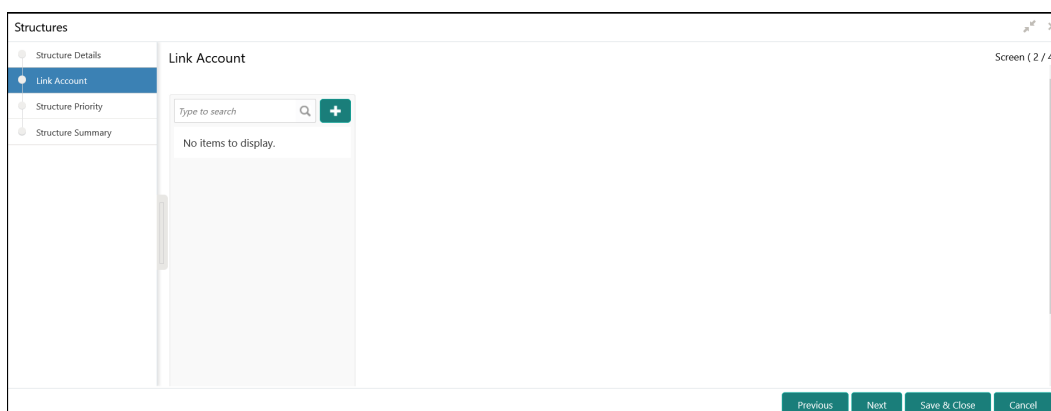 Structures
Structure Details
Link Account
Structure Priority
Structure Summary
Link Account
Screen ( 2 / 4
Type to search
No items to display.
Previous Next Save & Close Cancel